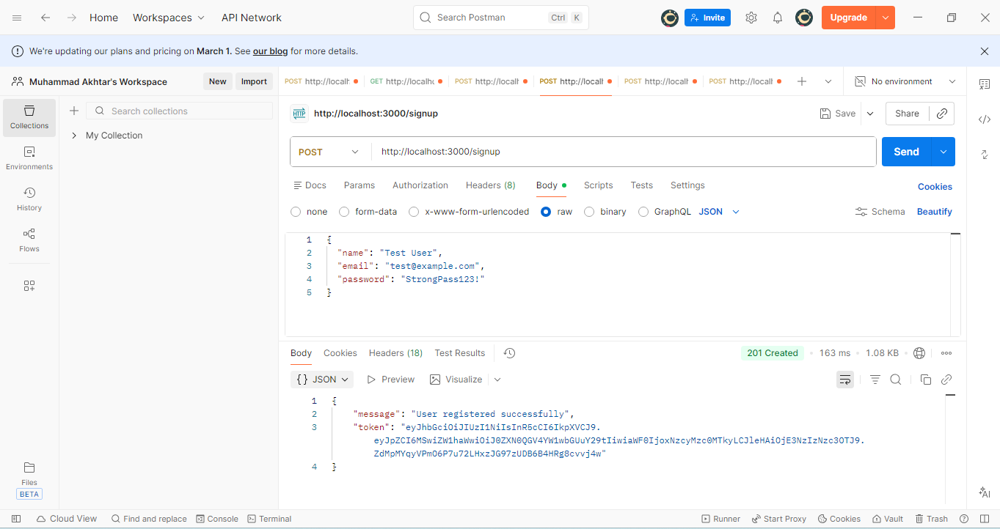 Home Workspaces API Network Search Postman Ctrl K Invite Upgrade
We're updating our plans and pricing on March 1. See our blog for more details.
Muhammad Akhtar's Workspace New Import
POST http://localh GET http://localhc POST http://localh POST http://localh POST http://localh POST http://localh No environment
Collections
Environments
History
Flows
Files
BETA
Search collections
My Collection
HTTP http://localhost:3000/signup Save Share
POST http://localhost:3000/signup Send
Docs Params Authorization Headers (8) Body Scripts Tests Settings Cookies
none form-data x-www-form-urlencoded raw binary GraphQL JSON Schema Beautify
1 {
2 "name": "Test User",
3 "email": "test@example.com",
4 "password": "StrongPass123!"
5 }
Body Cookies Headers (18) Test Results 201 Created 163 ms 1.08 KB
{} JSON Preview Visualize
1 {
2 "message": "User registered successfully",
3 "token": "eyJhbGciOiJIUzI1NiIsInR5cCI6IkpXVCJ9.
eyJpZCI6MSwiZW1haWwiOiJ0ZXN0QGV4YW1wbGUuY29tIiwiaWF0IjoxNzcyMzc0MTkyLCJleHAiOjE3NzIzNzc3OTJ9.
ZdMpMYqyVPmO6P7u72LHxzJG97zUDB6B4HRg8cvvj4w"
4 }
AI
Cloud View Find and replace Console Terminal Runner Start Proxy Cookies Vault Trash